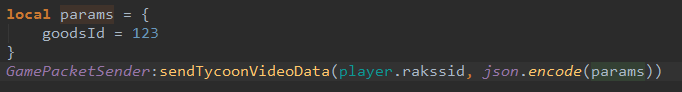 local params = {
    goodsId = 123
}
GamePacketSender:sendTycoonVideoData(player.rakssid, json.encode(params))